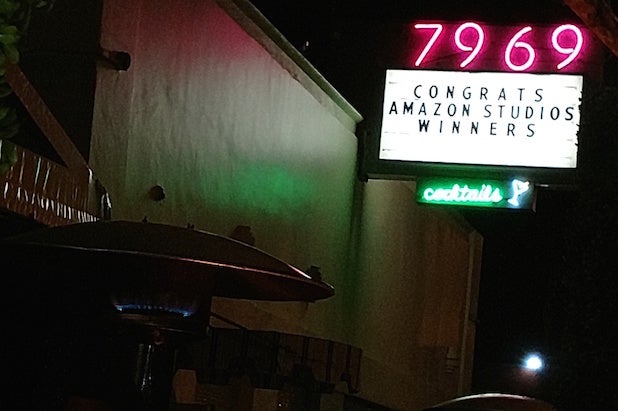 7969
CONGRATS
AMAZON STUDIOS
WINNERS
cocktails